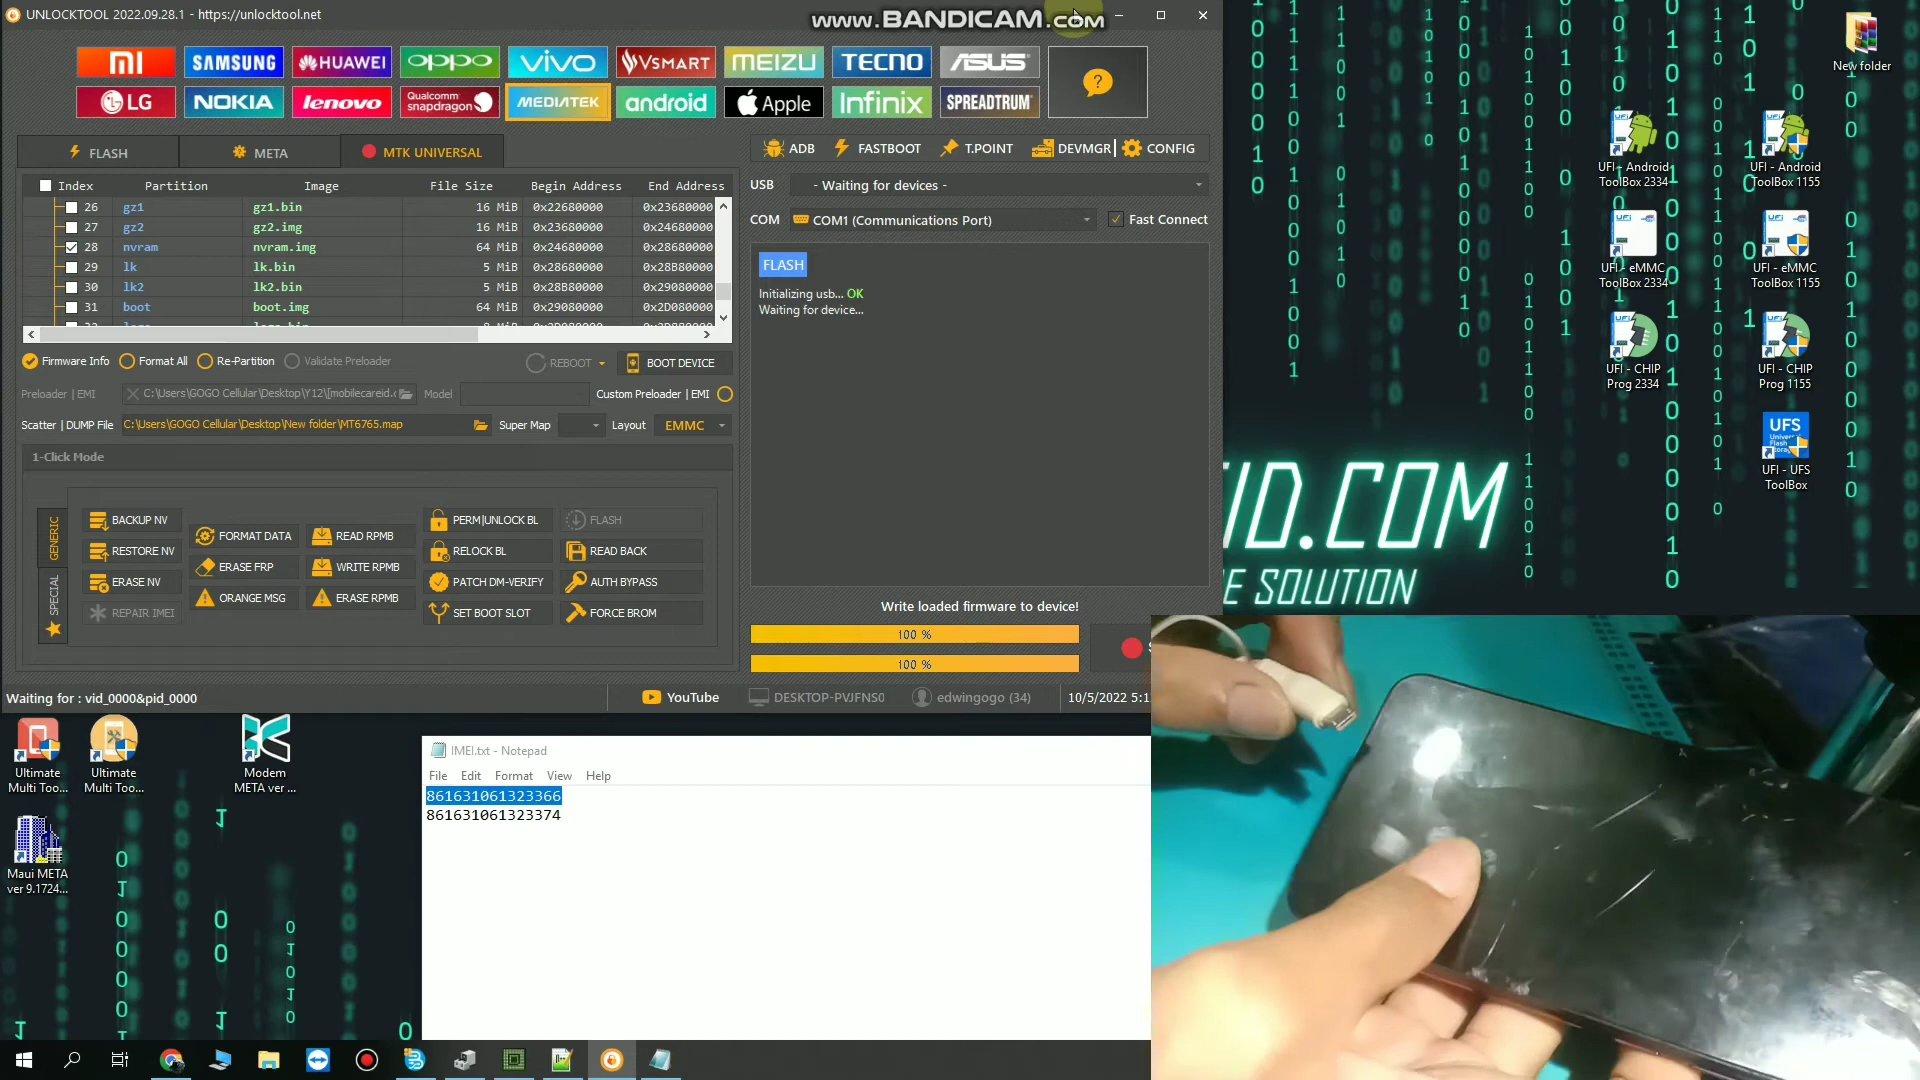 UNLOCKTOOL 2022.09.28.1 - https://unlocktool.net
www.BANDICAM.com
mi SAMSUNG HUAWEI oppo vivo VSMART MEIZU TECNO ASUS
LG NOKIA lenovo Qualcomm snapdragon MEDIATEK android Apple Infinix SPREADTRUM
?
FLASH META MTK UNIVERSAL
ADB FASTBOOT T.POINT DEVMGR CONFIG
Index Partition Image File Size Begin Address End Address
26 gz1 gz1.bin 16 MiB 0x22680000 0x23680000
27 gz2 gz2.img 16 MiB 0x23680000 0x24680000
28 nvram nvram.img 64 MiB 0x24680000 0x28680000
29 lk lk.bin 5 MiB 0x28680000 0x28B80000
30 lk2 lk2.bin 5 MiB 0x28B80000 0x29080000
31 boot boot.img 64 MiB 0x29080000 0x2D080000
USB - Waiting for devices -
COM COM1 (Communications Port) Fast Connect
FLASH
Initializing usb... OK
Waiting for device...
Firmware Info Format All Re-Partition Validate Preloader REBOOT BOOT DEVICE
Preloader | EMI C:\Users\GOGO Cellular\Desktop\Y12\[mobilecareid.c Model Custom Preloader | EMI
Scatter | DUMP File C:\Users\GOGO Cellular\Desktop\New folder\MT6765.map Super Map Layout EMMC
1-Click Mode
GENERIC
SPECIAL
BACKUP NV
RESTORE NV
ERASE NV
REPAIR IMEI
FORMAT DATA
ERASE FRP
ORANGE MSG
READ RPMB
WRITE RPMB
ERASE RPMB
PERM|UNLOCK BL
RELOCK BL
PATCH DM-VERIFY
SET BOOT SLOT
FLASH
READ BACK
AUTH BYPASS
FORCE BROM
Write loaded firmware to device!
100 %
100 %
Waiting for : vid_0000&pid_0000
YouTube DESKTOP-PVJFNS0 edwingogo (34) 10/5/2022 5:1
New folder
UFI - Android ToolBox 2334
UFI - Android ToolBox 1155
UFI - eMMC ToolBox 2334
UFI - eMMC ToolBox 1155
UFI - CHIP Prog 2334
UFI - CHIP Prog 1155
UFS
UFI - UFS ToolBox
ID.COM
E SOLUTION
Ultimate Multi Too...
Ultimate Multi Too...
Modem META ver ...
Maui META ver 9.1724...
IMEI.txt - Notepad
File Edit Format View Help
861631061323366
861631061323374